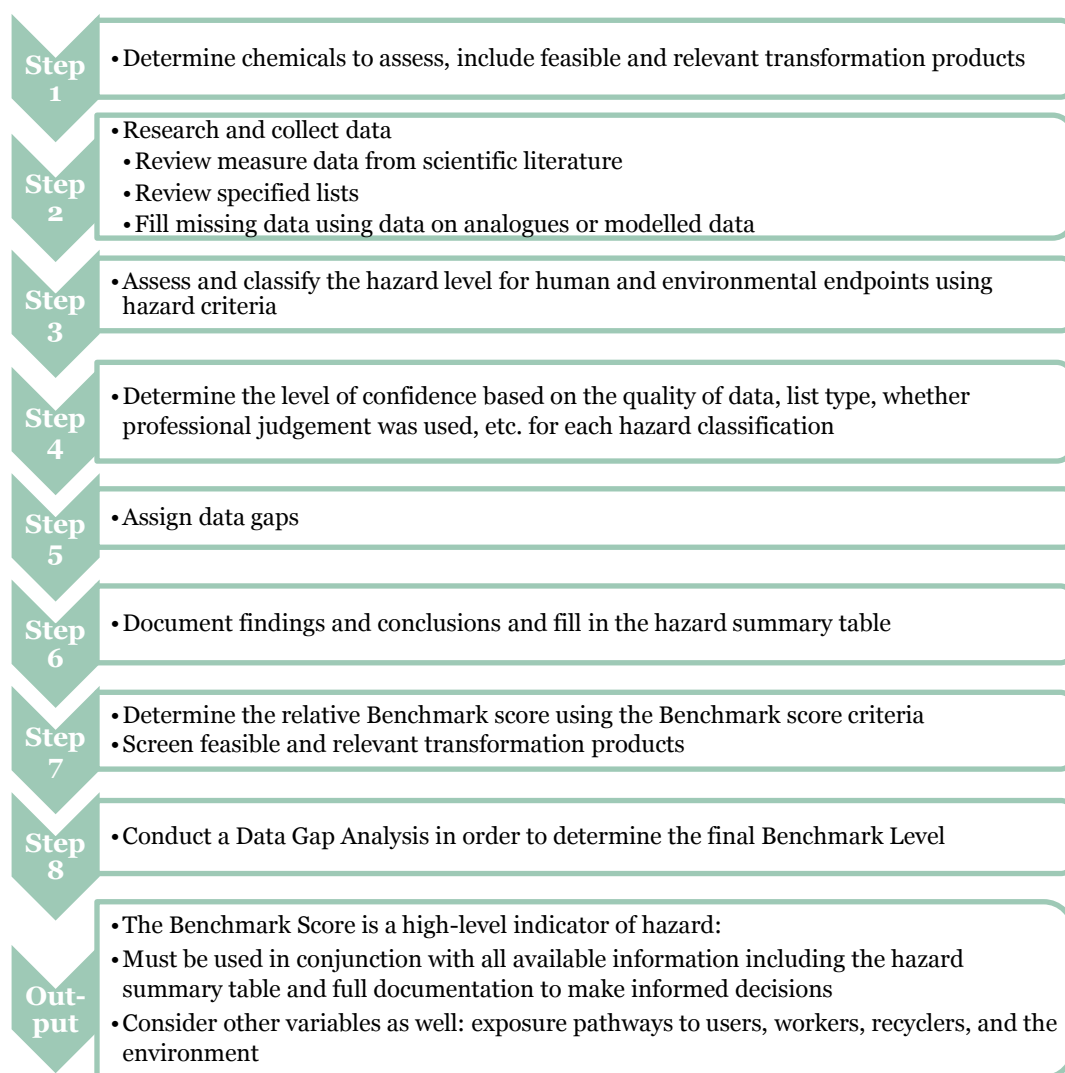 Step
1
•Determine chemicals to assess, include feasible and relevant transformation products
Step
2
•Research and collect data
•Review measure data from scientific literature
•Review specified lists
•Fill missing data using data on analogues or modelled data
Step
3
•Assess and classify the hazard level for human and environmental endpoints using
hazard criteria
Step
4
•Determine the level of confidence based on the quality of data, list type, whether
professional judgement was used, etc. for each hazard classification
Step
5
•Assign data gaps
Step
6
•Document findings and conclusions and fill in the hazard summary table
Step
7
•Determine the relative Benchmark score using the Benchmark score criteria
•Screen feasible and relevant transformation products
Step
8
•Conduct a Data Gap Analysis in order to determine the final Benchmark Level
Out-
put
•The Benchmark Score is a high-level indicator of hazard:
•Must be used in conjunction with all available information including the hazard
summary table and full documentation to make informed decisions
•Consider other variables as well: exposure pathways to users, workers, recyclers, and the
environment